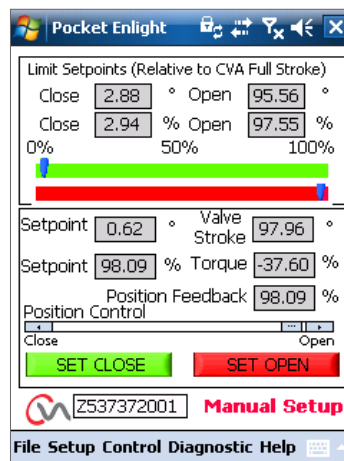 Pocket Enlight
Limit Setpoints (Relative to CVA Full Stroke)
Close 2.88 ° Open 95.56 °
Close 2.94 % Open 97.55 %
0% 50% 100%
Setpoint 0.62 ° Valve Stroke 97.96 °
Setpoint 98.09 % Torque -37.60 %
Position Feedback 98.09 %
Position Control
Close Open
SET CLOSE SET OPEN
Z537372001 Manual Setup
File Setup Control Diagnostic Help